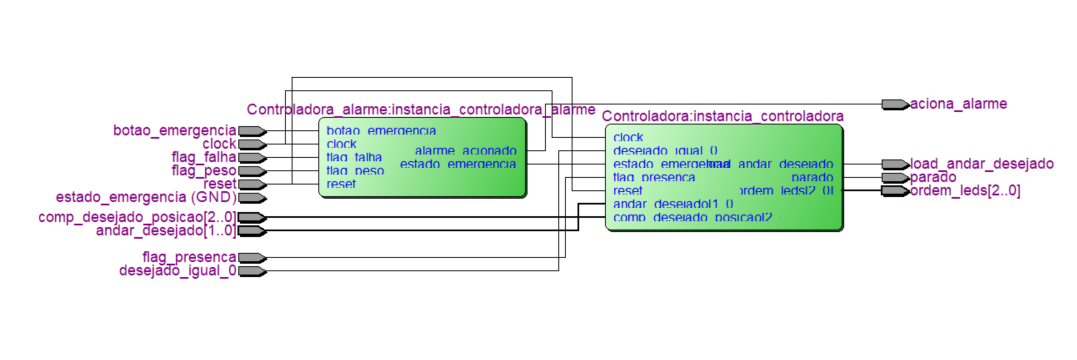 Controladora_alarme:instancia_controladora_alarme
botao_emergencia
clock
flag_falha
flag_peso
reset
estado_emergencia (GND)
comp_desejado_posicao[2..0]
andar_desejado[1..0]
flag_presenca
desejado_igual_0
botao_emergencia
clock
flag_falha
flag_peso
reset
alarme_acionado
estado_emergencia
Controladora:instancia_controladora
clock
desejado_igual_0
estado_emergencia
flag_presenca
reset
andar_desejado[1..0
comp_desejado_posicao[2..
load_andar_desejado
parado
ordem_leds[2..0]
aciona_alarme
load_andar_desejado
parado
ordem_leds[2..0]